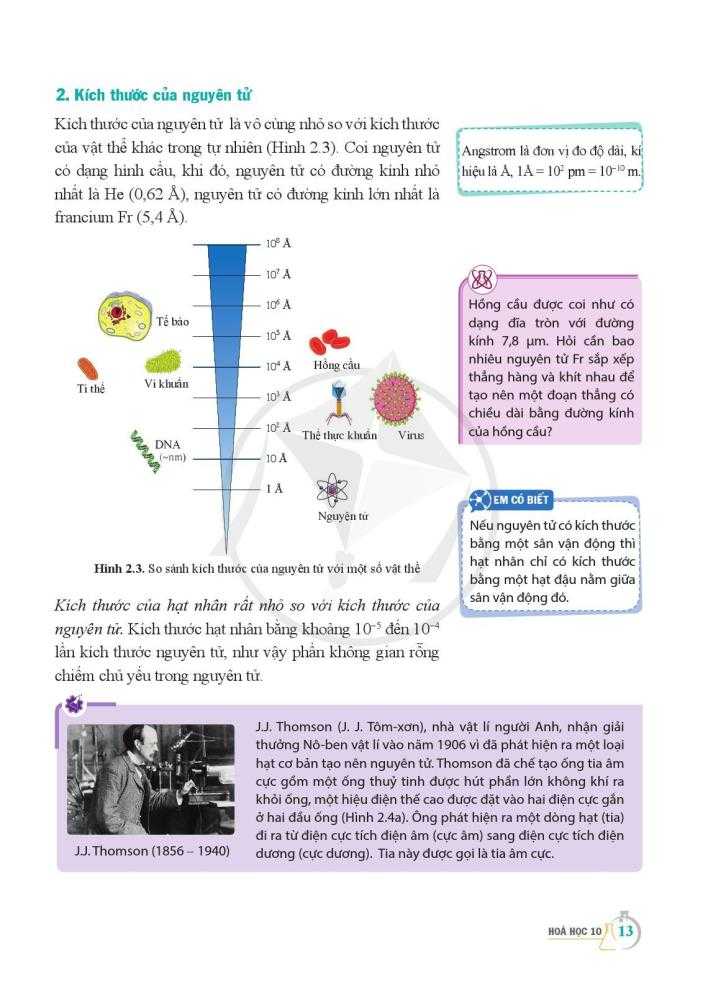 2. Kích thước của nguyên tử
Kích thước của nguyên tử là vô cùng nhỏ so với kích thước
của vật thể khác trong tự nhiên (Hình 2.3). Coi nguyên tử
có dạng hình cầu, khi đó, nguyên tử có đường kính nhỏ
nhất là He (0,62 Å), nguyên tử có đường kính lớn nhất là
francium Fr (5,4 Å).
Angstrom là đơn vị đo độ dài, kí
hiệu là Å, 1Å = 10² pm = 10⁻¹⁰ m.
10⁸ Å
10⁷ Å
10⁶ Å
10⁵ Å
10⁴ Å
10³ Å
10² Å
10 Å
1 Å
Tế bào
Ti thể
Vi khuẩn
Hồng cầu
Thể thực khuẩn
Virus
DNA
(~nm)
Nguyên tử
Hình 2.3. So sánh kích thước của nguyên tử với một số vật thể
Hồng cầu được coi như có
dạng đĩa tròn với đường
kính 7,8 μm. Hỏi cần bao
nhiêu nguyên tử Fr sắp xếp
thẳng hàng và khít nhau để
tạo nên một đoạn thẳng có
chiều dài bằng đường kính
của hồng cầu?
EM CÓ BIẾT
Nếu nguyên tử có kích thước
bằng một sân vận động thì
hạt nhân chỉ có kích thước
bằng một hạt đậu nằm giữa
sân vận động đó.
Kích thước của hạt nhân rất nhỏ so với kích thước của
nguyên tử. Kích thước hạt nhân bằng khoảng 10⁻⁵ đến 10⁻⁴
lần kích thước nguyên tử, như vậy phần không gian rỗng
chiếm chủ yếu trong nguyên tử.
J.J. Thomson (J. J. Tôm-xơn), nhà vật lí người Anh, nhận giải
thưởng Nô-ben vật lí vào năm 1906 vì đã phát hiện ra một loại
hạt cơ bản tạo nên nguyên tử. Thomson đã chế tạo ống tia âm
cực gồm một ống thuỷ tinh được hút phần lớn không khí ra
khỏi ống, một hiệu điện thế cao được đặt vào hai điện cực gắn
ở hai đầu ống (Hình 2.4a). Ông phát hiện ra một dòng hạt (tia)
đi ra từ điện cực tích điện âm (cực âm) sang điện cực tích điện
dương (cực dương). Tia này được gọi là tia âm cực.
J.J. Thomson (1856 – 1940)
HOÁ HỌC 10
13